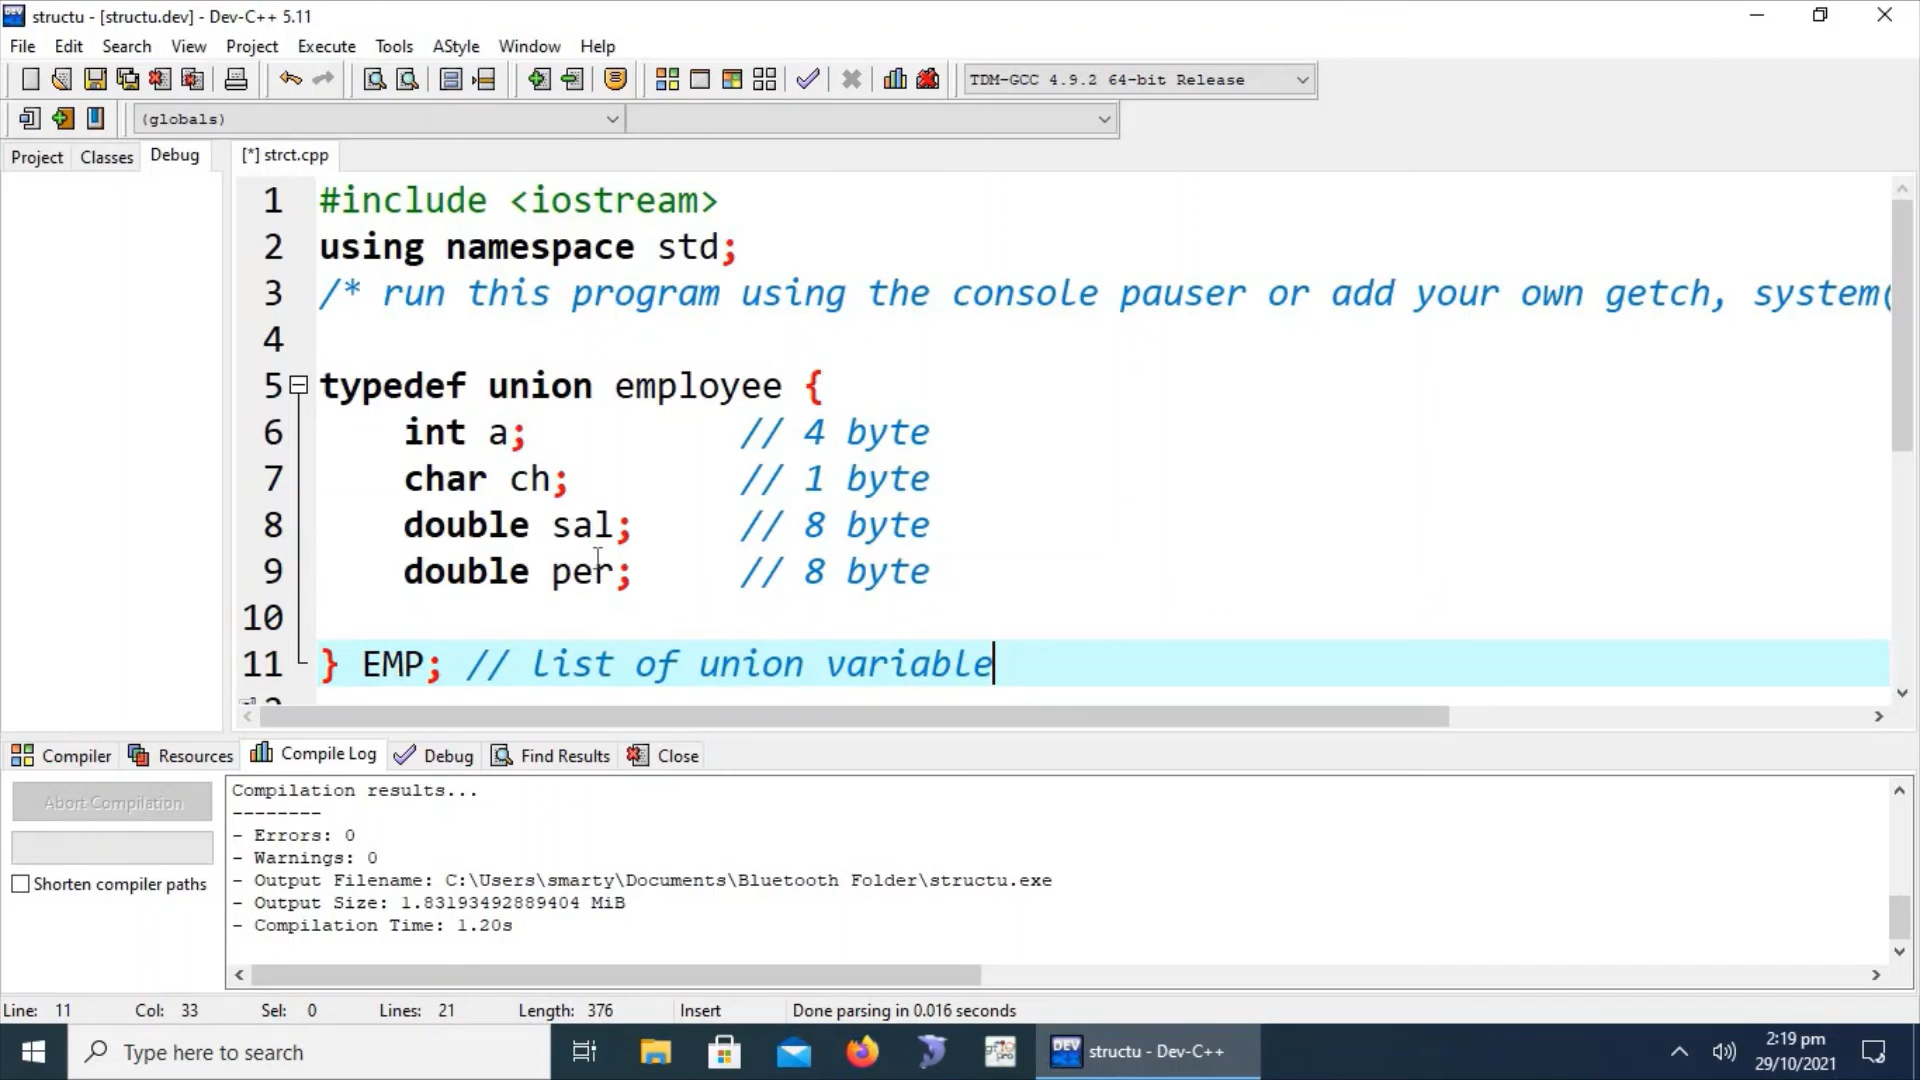 structu - [structu.dev] - Dev-C++ 5.11
File Edit Search View Project Execute Tools AStyle Window Help
TDM-GCC 4.9.2 64-bit Release
(globals)
Project Classes Debug [*] strct.cpp
1 #include <iostream>
2 using namespace std;
3 /* run this program using the console pauser or add your own getch, system(
4
5 typedef union employee {
6 int a; // 4 byte
7 char ch; // 1 byte
8 double sal; // 8 byte
9 double per; // 8 byte
10
11 } EMP; // list of union variable
Compiler Resources Compile Log Debug Find Results Close
Abort Compilation
Shorten compiler paths
Compilation results...
--------
- Errors: 0
- Warnings: 0
- Output Filename: C:\Users\smarty\Documents\Bluetooth Folder\structu.exe
- Output Size: 1.83193492889404 MiB
- Compilation Time: 1.20s
Line: 11 Col: 33 Sel: 0 Lines: 21 Length: 376 Insert Done parsing in 0.016 seconds
Type here to search
DEV structu - Dev-C++
2:19 pm
29/10/2021